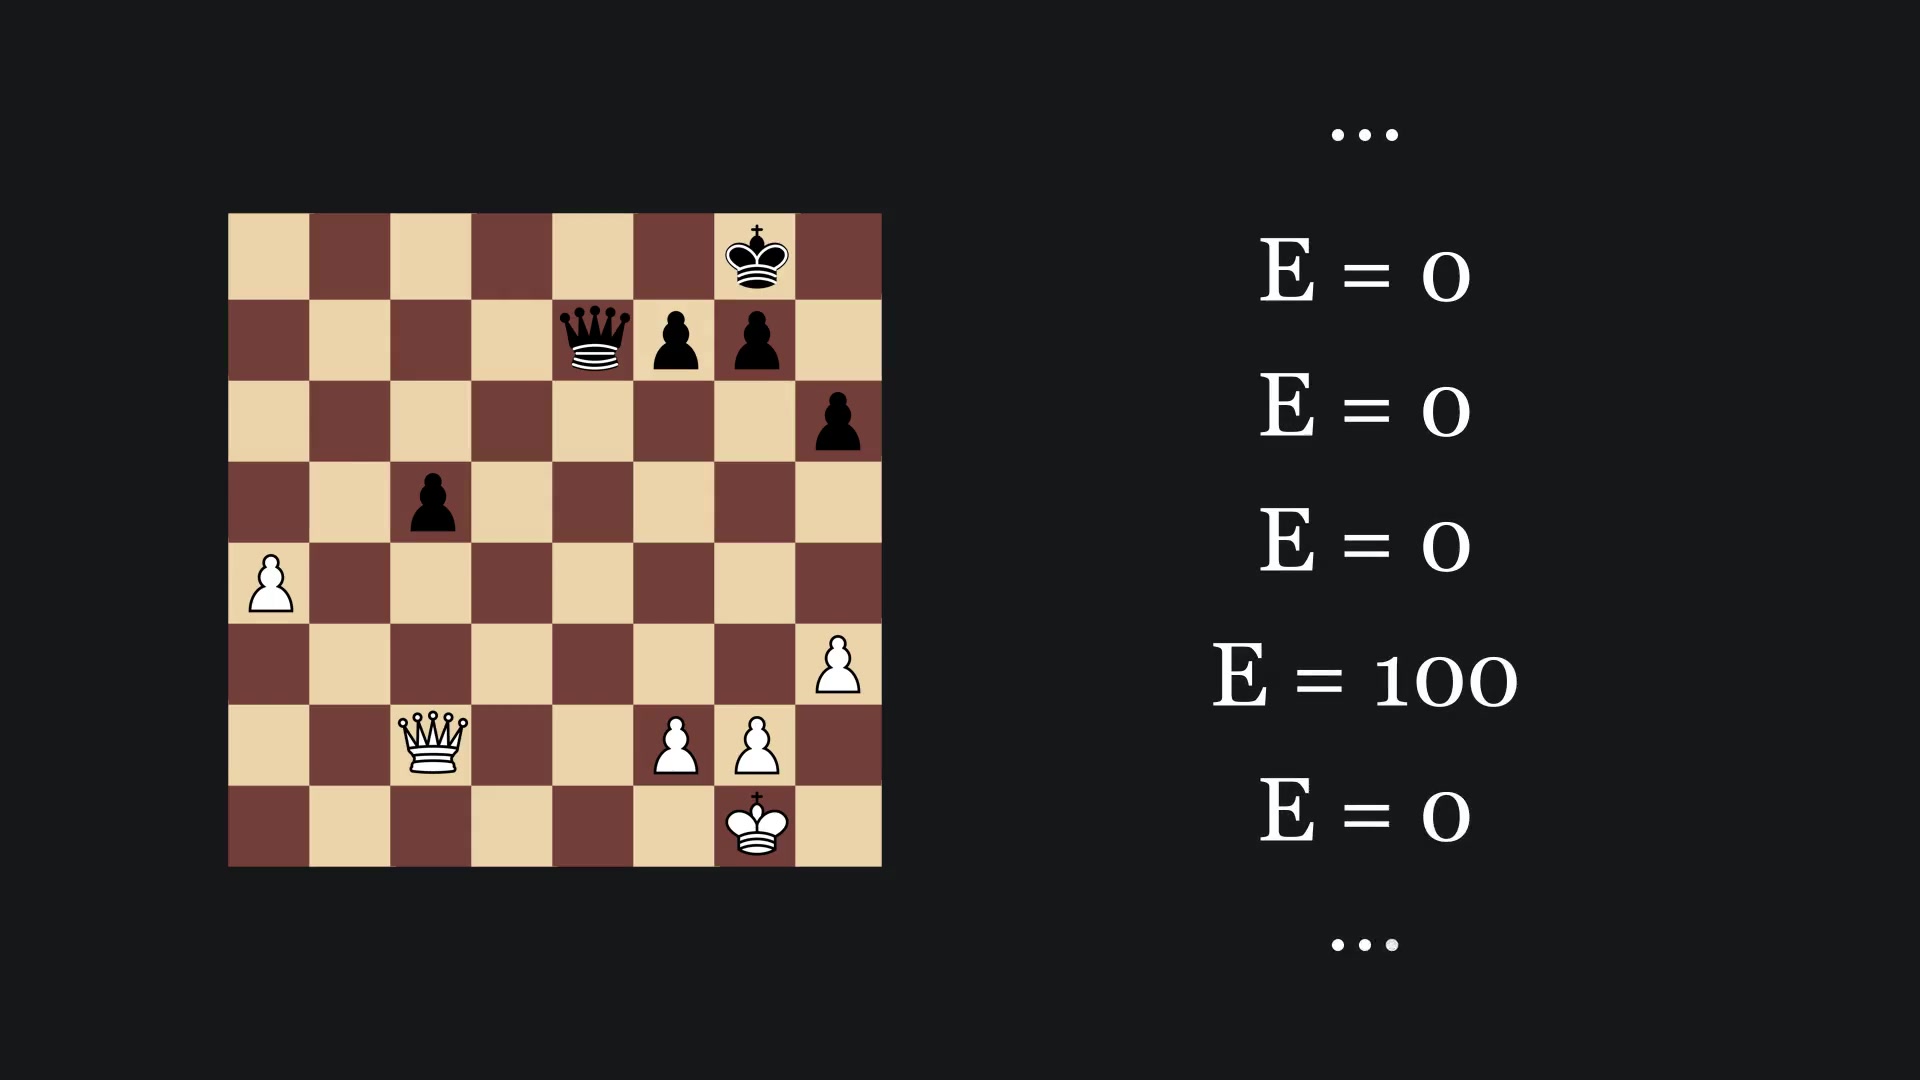 ...
E = 0
E = 0
E = 0
E = 100
E = 0
...